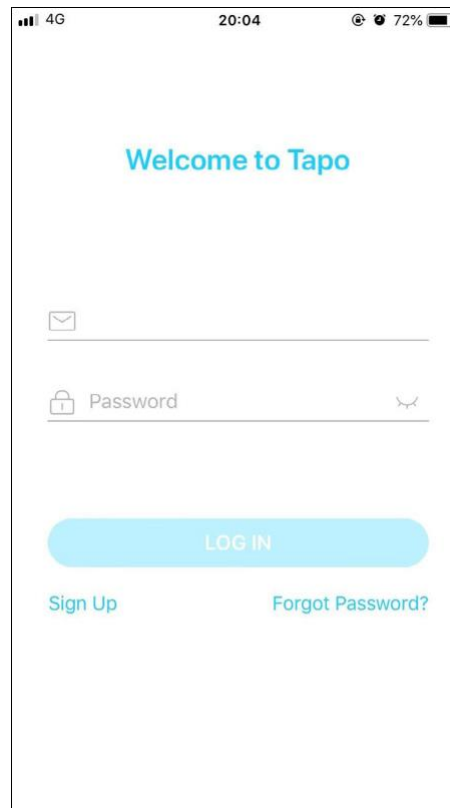 4G 20:04 72%
Welcome to Tapo
Password
LOG IN
Sign Up Forgot Password?